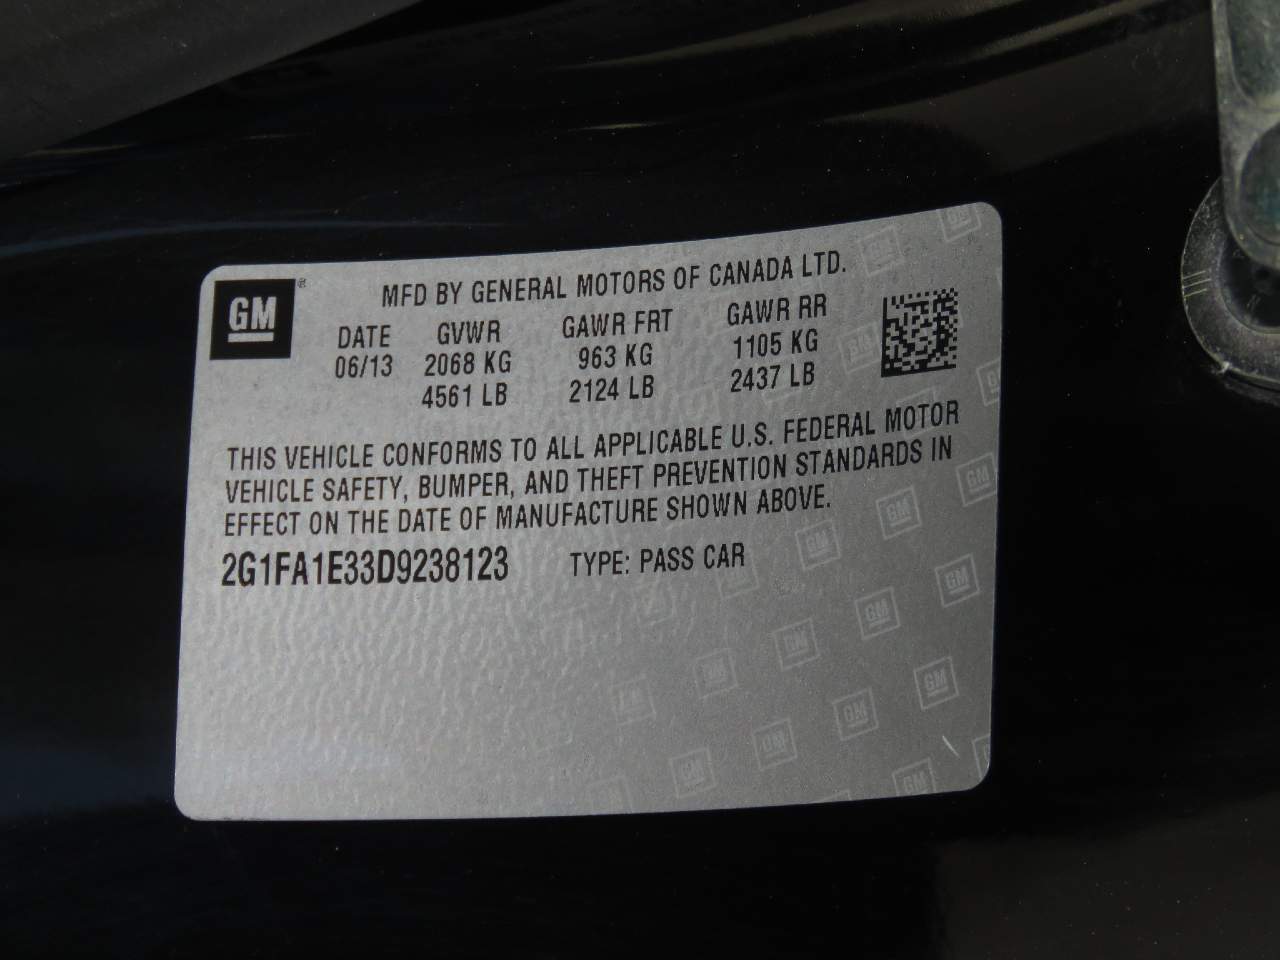 GM®
MFD BY GENERAL MOTORS OF CANADA LTD.
DATE GVWR GAWR FRT GAWR RR
06/13 2068 KG 963 KG 1105 KG
4561 LB 2124 LB 2437 LB
THIS VEHICLE CONFORMS TO ALL APPLICABLE U.S. FEDERAL MOTOR
VEHICLE SAFETY, BUMPER, AND THEFT PREVENTION STANDARDS IN
EFFECT ON THE DATE OF MANUFACTURE SHOWN ABOVE.
2G1FA1E33D9238123 TYPE: PASS CAR